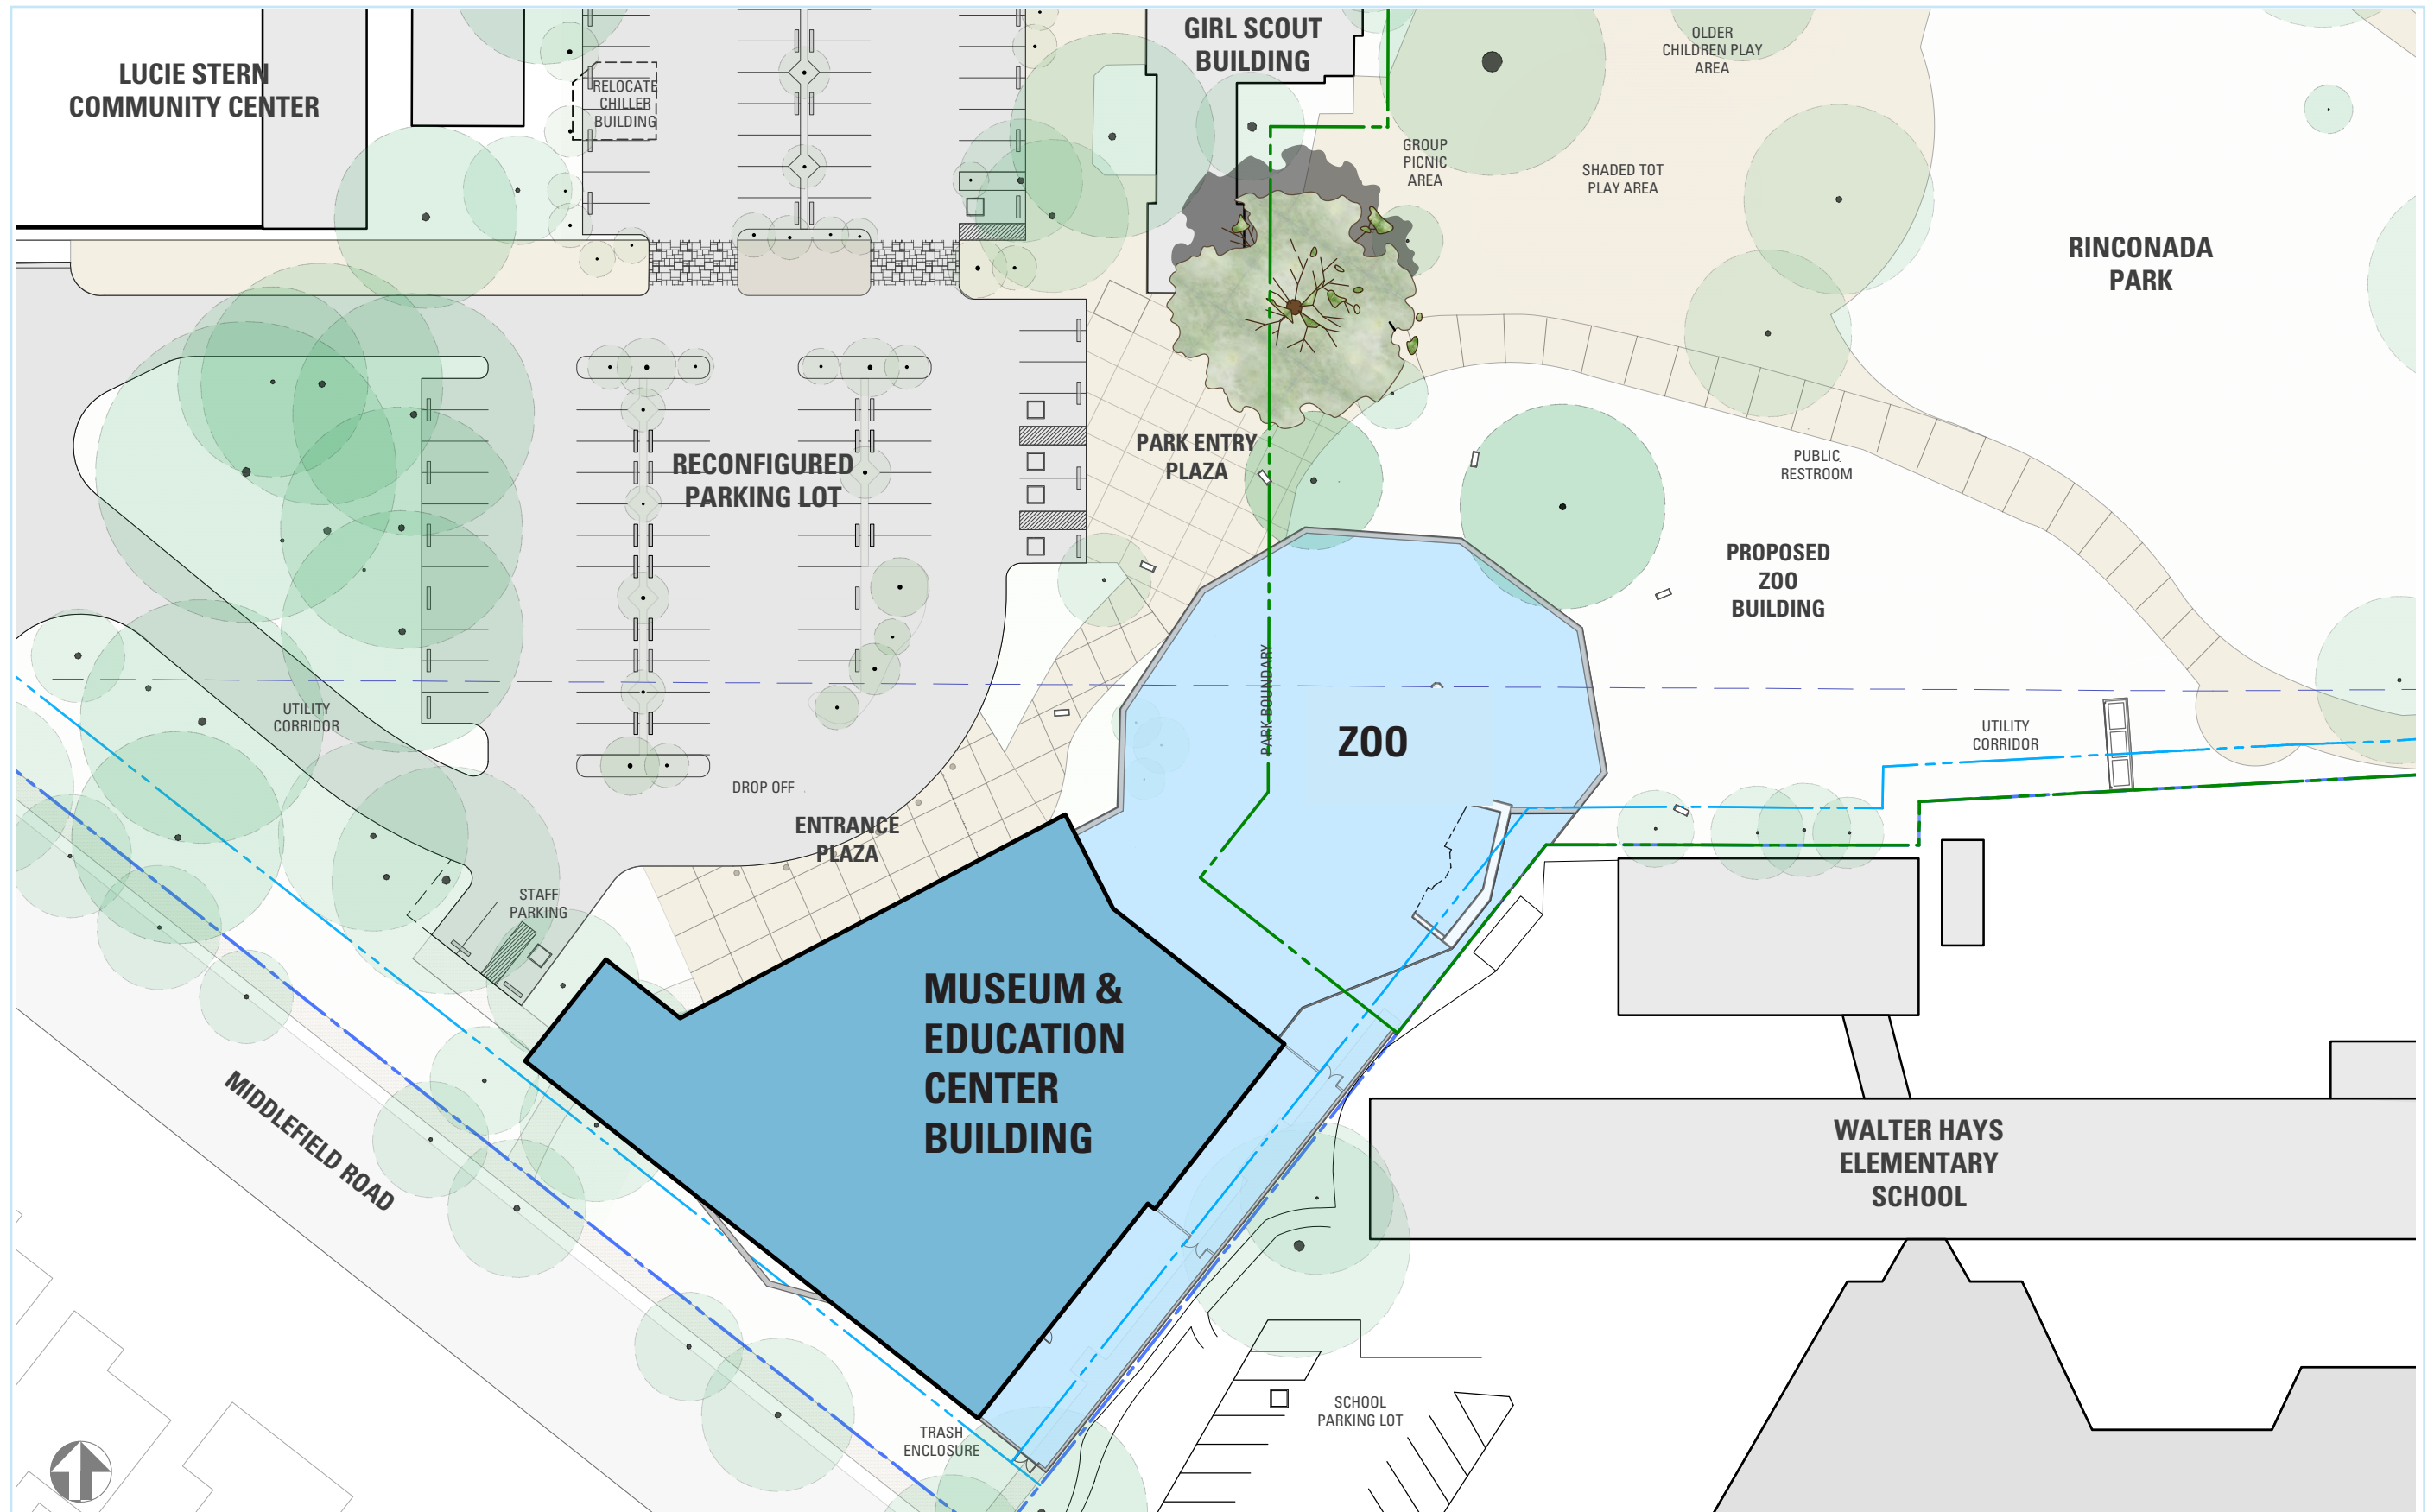 LUCIE STERN
COMMUNITY CENTER
RELOCATE
CHILLER
BUILDING
GIRL SCOUT
BUILDING
OLDER
CHILDREN PLAY
AREA
GROUP
PICNIC
AREA
SHADED TOT
PLAY AREA
RINCONADA
PARK
RECONFIGURED
PARKING LOT
PARK ENTRY
PLAZA
PUBLIC
RESTROOM
PROPOSED
ZOO
BUILDING
UTILITY
CORRIDOR
PARK BOUNDARY
ZOO
UTILITY
CORRIDOR
DROP OFF
ENTRANCE
PLAZA
STAFF
PARKING
MUSEUM &
EDUCATION
CENTER
BUILDING
MIDDLEFIELD ROAD
WALTER HAYS
ELEMENTARY
SCHOOL
SCHOOL
PARKING LOT
TRASH
ENCLOSURE